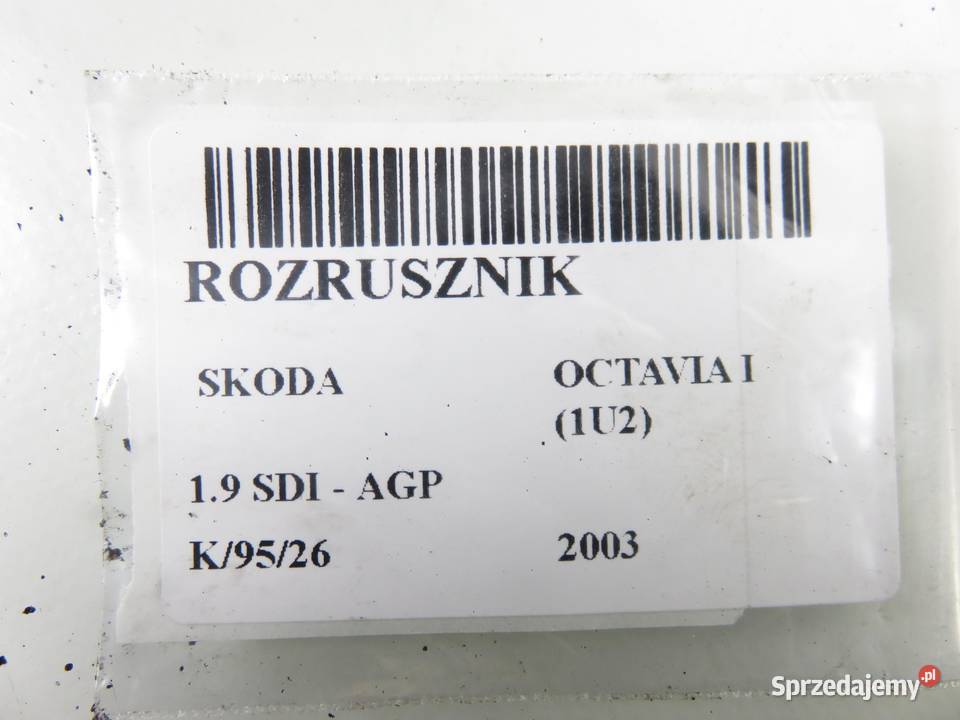 ROZRUSZNIK
SKODA OCTAVIA I
(1U2)
1.9 SDI - AGP
K/95/26 2003
Sprzedajemy.pl